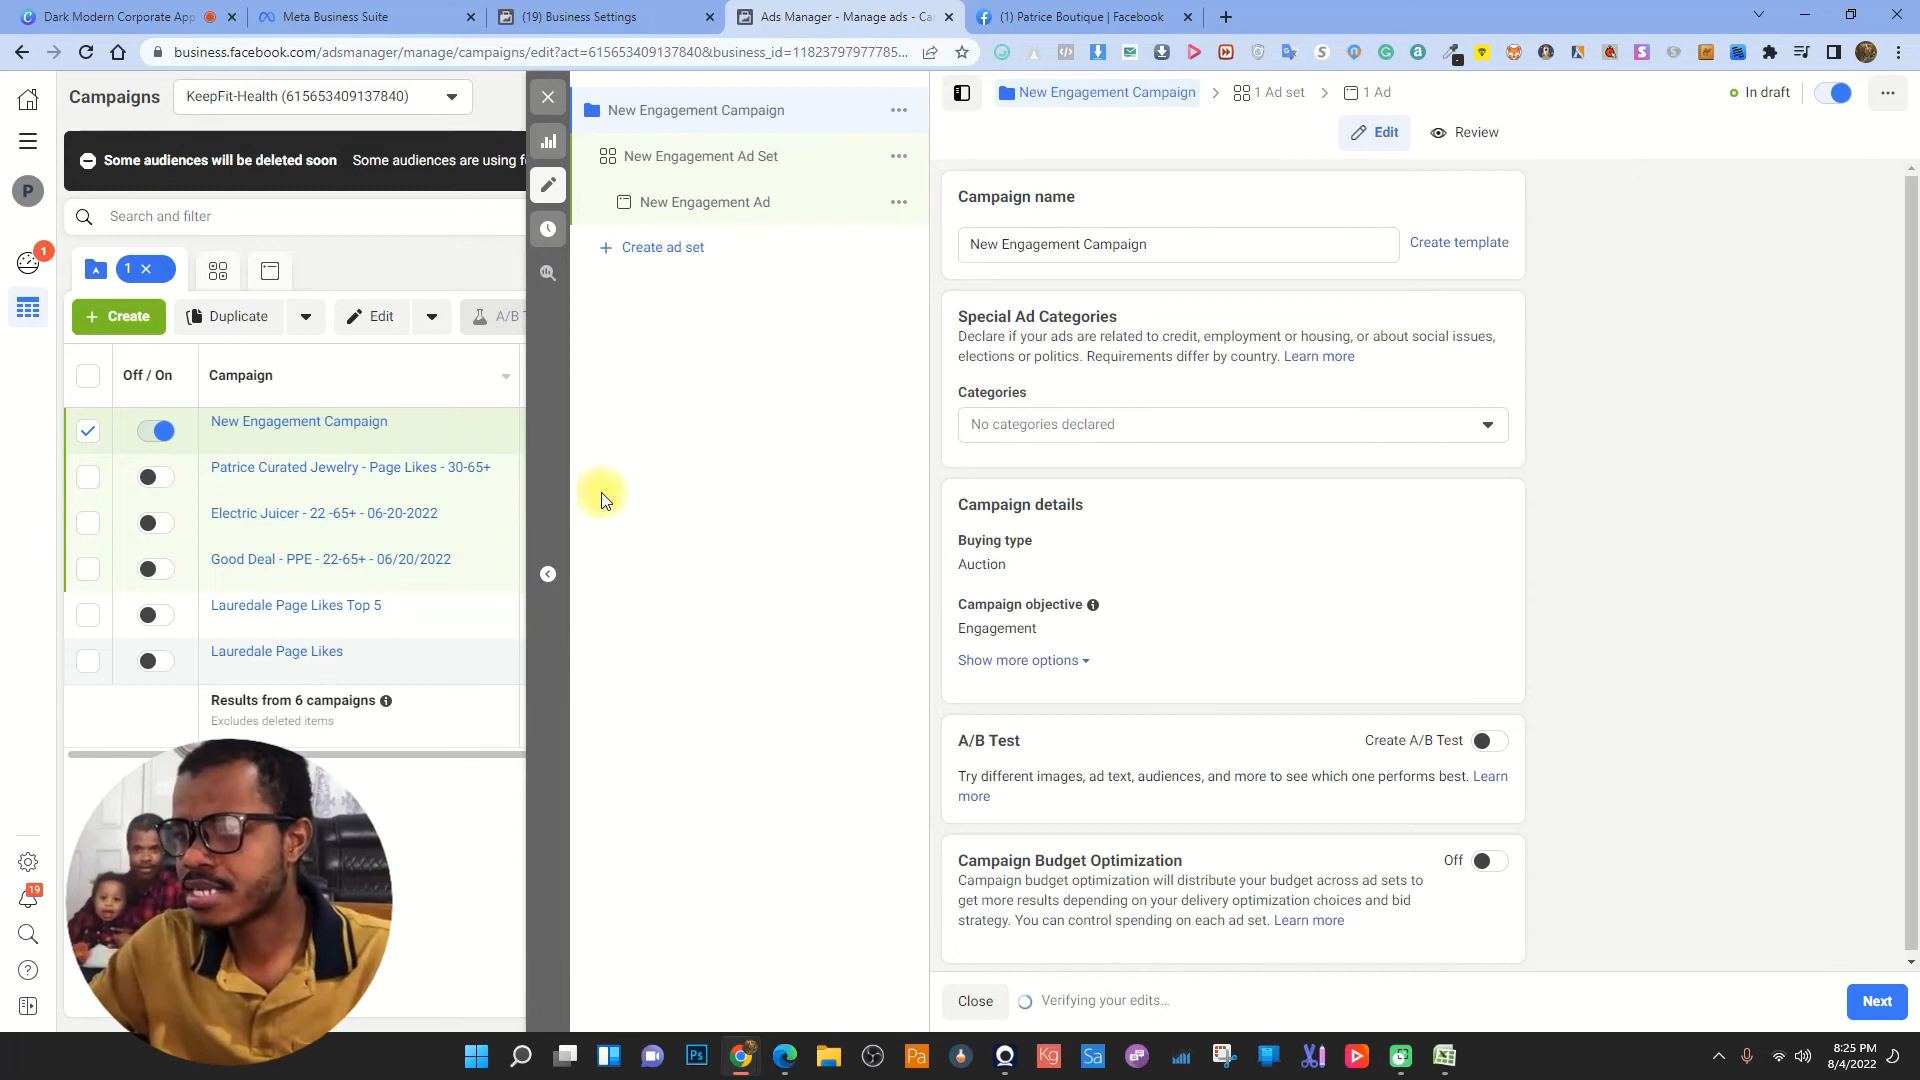 Dark Modern Corporate App
Meta Business Suite
(19) Business Settings
Ads Manager - Manage ads - Ca
(1) Patrice Boutique | Facebook
business.facebook.com/adsmanager/manage/campaigns/edit?act=615653409137840&business_id=11823797977785...
Campaigns
KeepFit-Health (615653409137840)
New Engagement Campaign
New Engagement Campaign
1 Ad set
1 Ad
In draft
Edit
Review
Some audiences will be deleted soon
Some audiences are using f
New Engagement Ad Set
P
New Engagement Ad
Search and filter
Create ad set
1
1
Create
Duplicate
Edit
A/B T
Off / On
Campaign
New Engagement Campaign
Patrice Curated Jewelry - Page Likes - 30-65+
Electric Juicer - 22 -65+ - 06-20-2022
Good Deal - PPE - 22-65+ - 06/20/2022
Lauredale Page Likes Top 5
Lauredale Page Likes
Results from 6 campaigns
Excludes deleted items
Campaign name
New Engagement Campaign
Create template
Special Ad Categories
Declare if your ads are related to credit, employment or housing, or about social issues,
elections or politics. Requirements differ by country. Learn more
Categories
No categories declared
Campaign details
Buying type
Auction
Campaign objective
Engagement
Show more options
A/B Test
Create A/B Test
Try different images, ad text, audiences, and more to see which one performs best. Learn
more
Campaign Budget Optimization
Off
Campaign budget optimization will distribute your budget across ad sets to
get more results depending on your delivery optimization choices and bid
strategy. You can control spending on each ad set. Learn more
19
Close
Verifying your edits...
Next
Ps
Pa
Kg
Sa
8:25 PM
8/4/2022